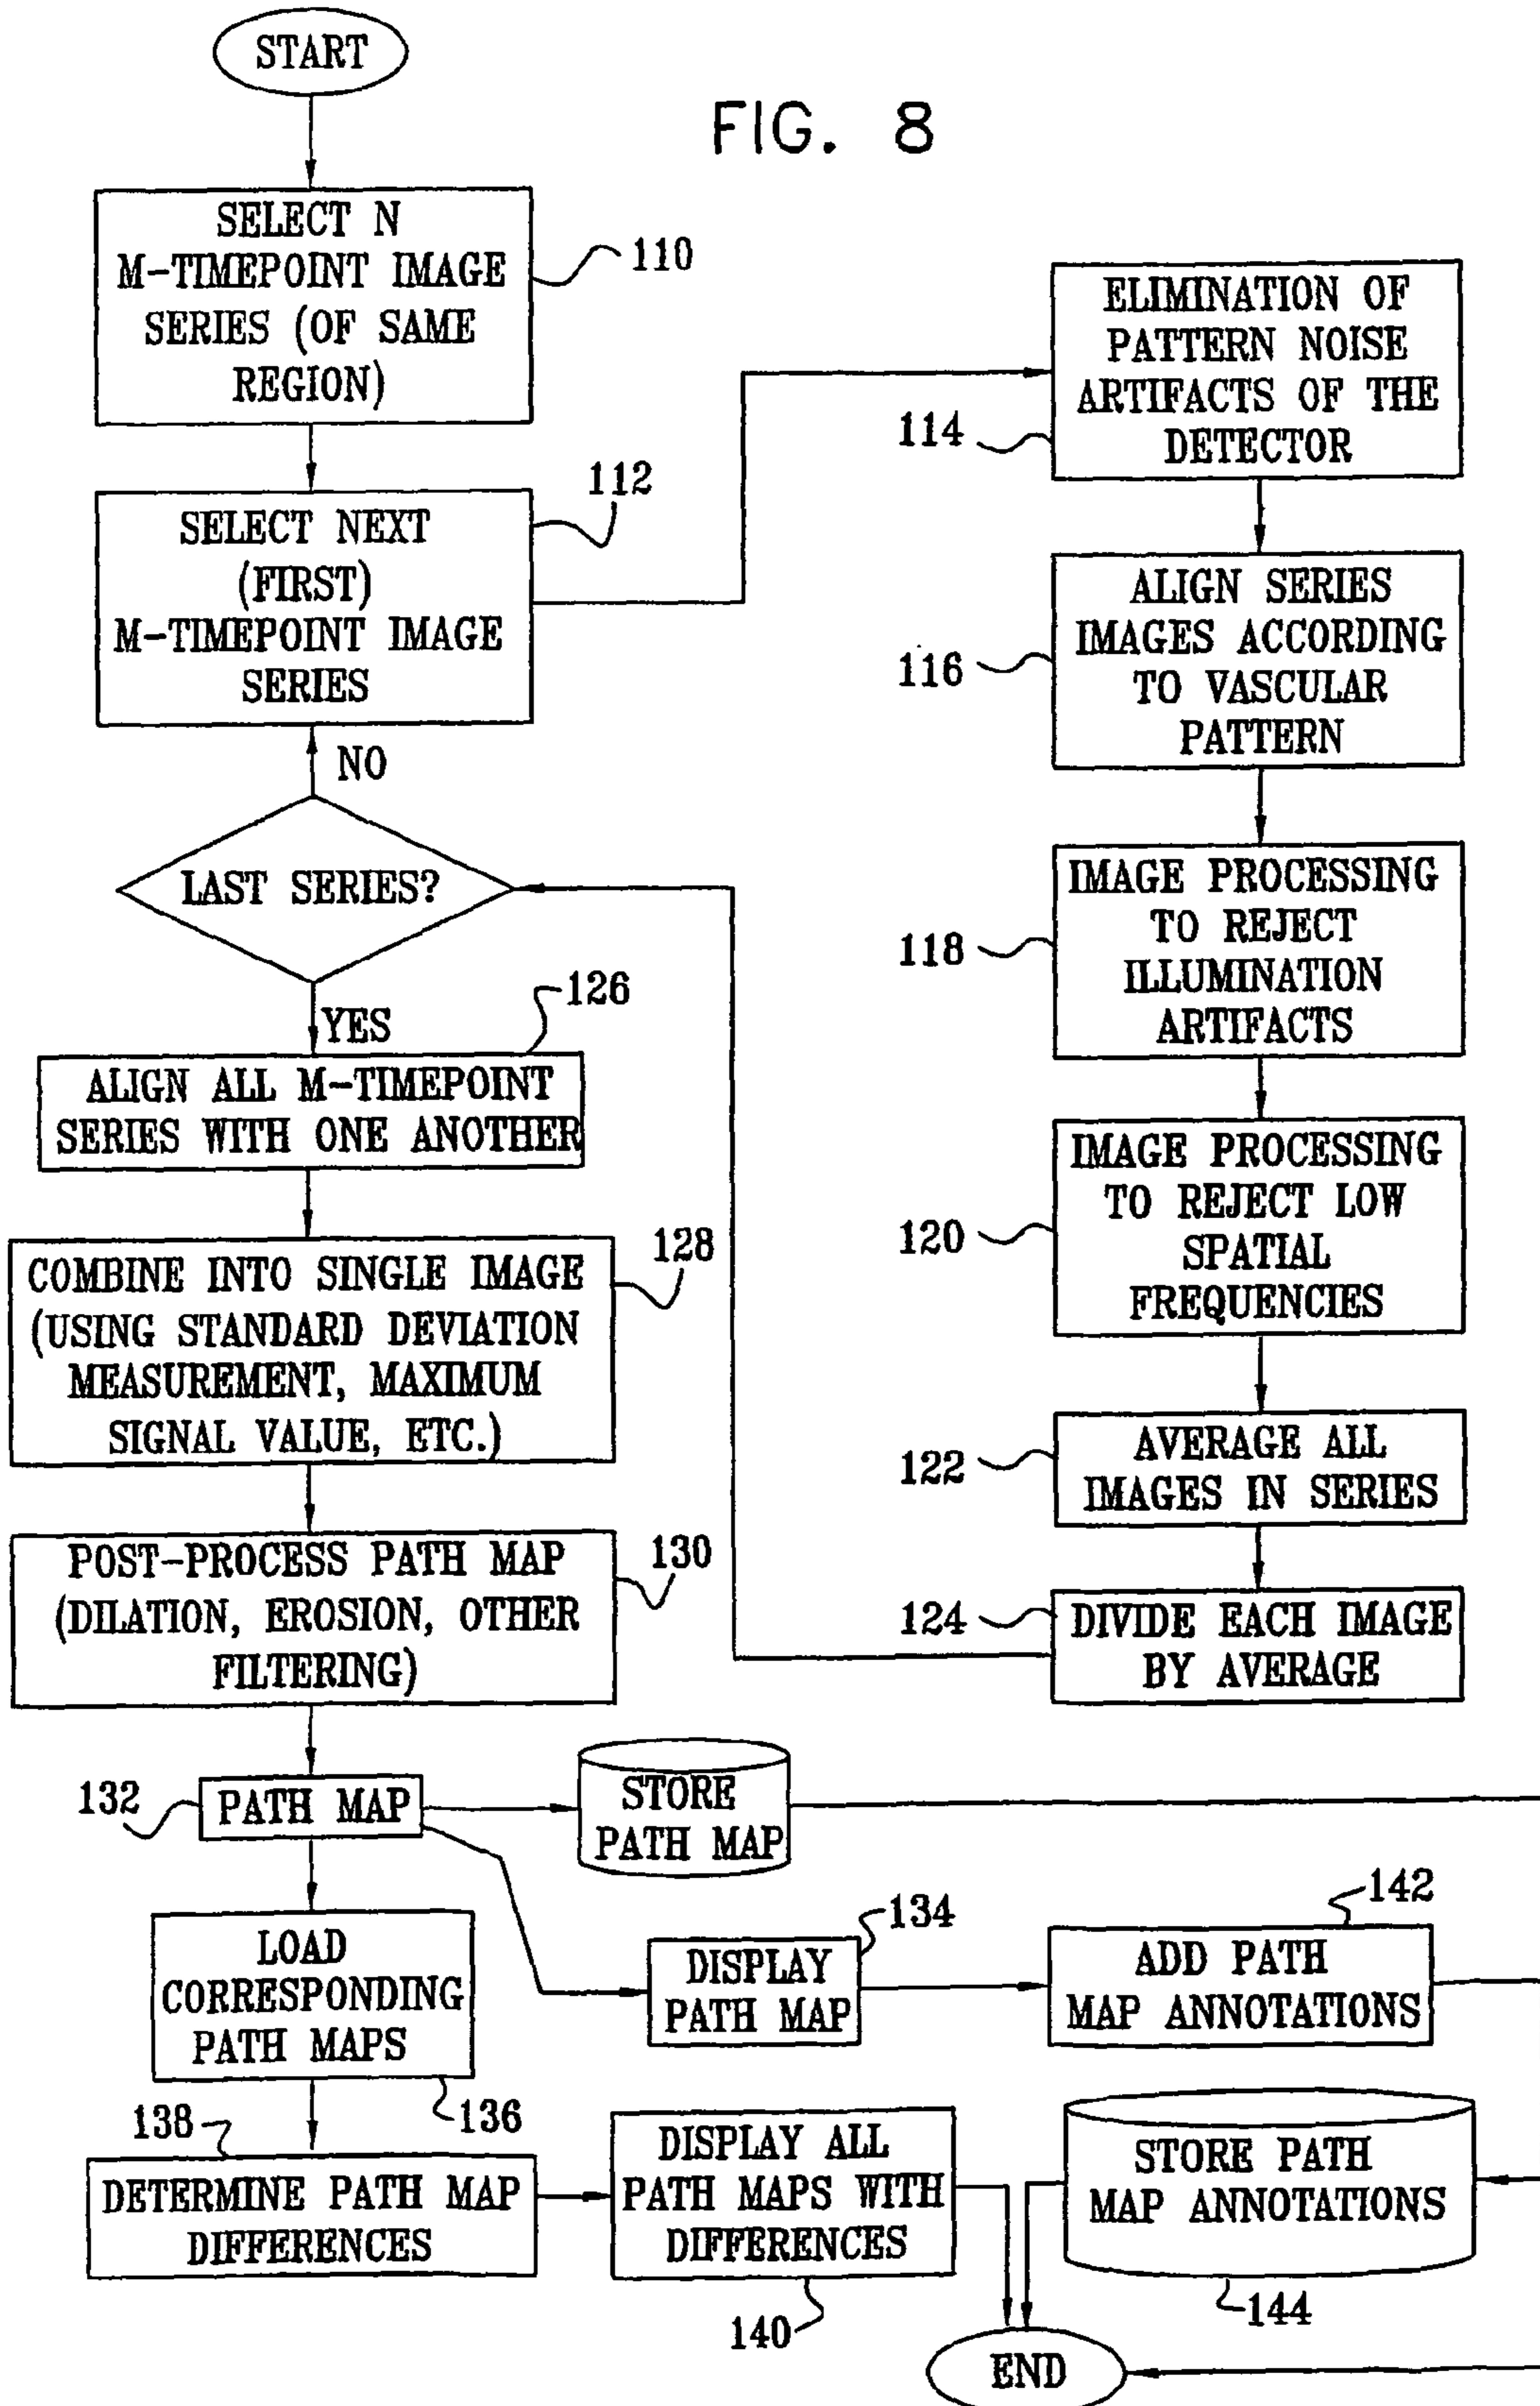 START
FIG. 8
SELECT N
M-TIMEPOINT IMAGE
SERIES (OF SAME
REGION)
110
112
SELECT NEXT
(FIRST)
M-TIMEPOINT IMAGE
SERIES
NO
LAST SERIES?
YES
ELIMINATION OF
PATTERN NOISE
ARTIFACTS OF THE
DETECTOR
114
ALIGN SERIES
IMAGES ACCORDING
TO VASCULAR
PATTERN
116
IMAGE PROCESSING
TO REJECT
ILLUMINATION
ARTIFACTS
118
IMAGE PROCESSING
TO REJECT LOW
SPATIAL
FREQUENCIES
120
AVERAGE ALL
IMAGES IN SERIES
122
DIVIDE EACH IMAGE
BY AVERAGE
124
126
ALIGN ALL M-TIMEPOINT
SERIES WITH ONE ANOTHER
COMBINE INTO SINGLE IMAGE
(USING STANDARD DEVIATION
MEASUREMENT, MAXIMUM
SIGNAL VALUE, ETC.)
128
POST-PROCESS PATH MAP
(DILATION, EROSION, OTHER
FILTERING)
130
132
PATH MAP
STORE
PATH MAP
LOAD
CORRESPONDING
PATH MAPS
136
134
DISPLAY
PATH MAP
142
ADD PATH
MAP ANNOTATIONS
138
DETERMINE PATH MAP
DIFFERENCES
DISPLAY ALL
PATH MAPS WITH
DIFFERENCES
140
STORE PATH
MAP ANNOTATIONS
144
END